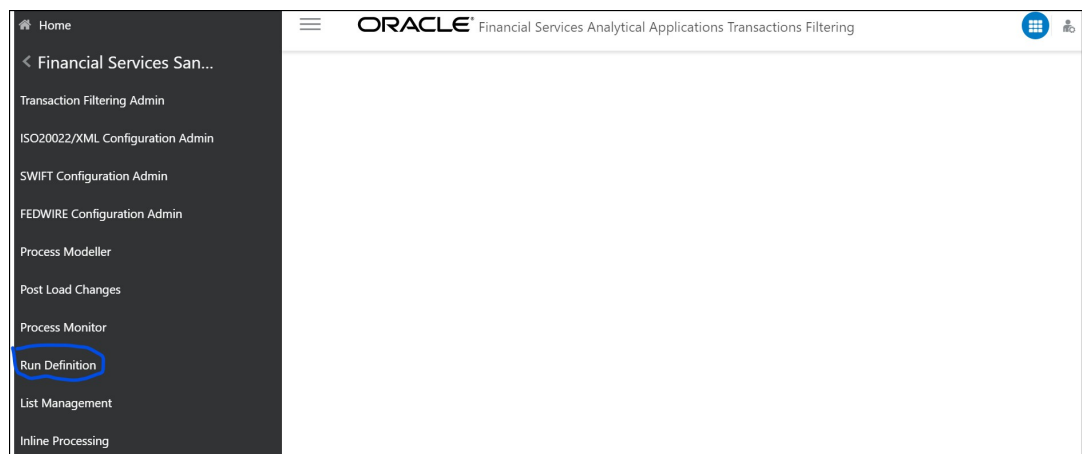 Home
ORACLE® Financial Services Analytical Applications Transactions Filtering
< Financial Services San...
Transaction Filtering Admin
ISO20022/XML Configuration Admin
SWIFT Configuration Admin
FEDWIRE Configuration Admin
Process Modeller
Post Load Changes
Process Monitor
Run Definition
List Management
Inline Processing